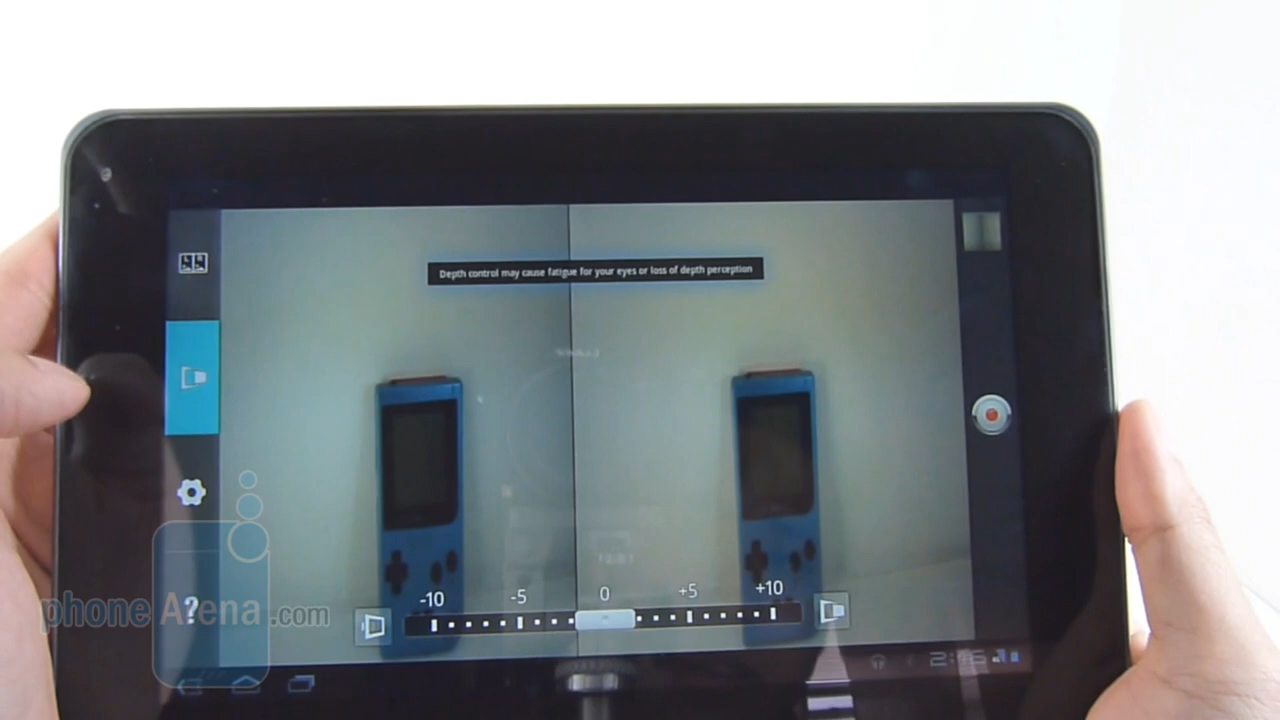 Depth control may cause fatigue for your eyes or loss of depth perception
-10 -5 0 +5 +10
?
phoneArena.com